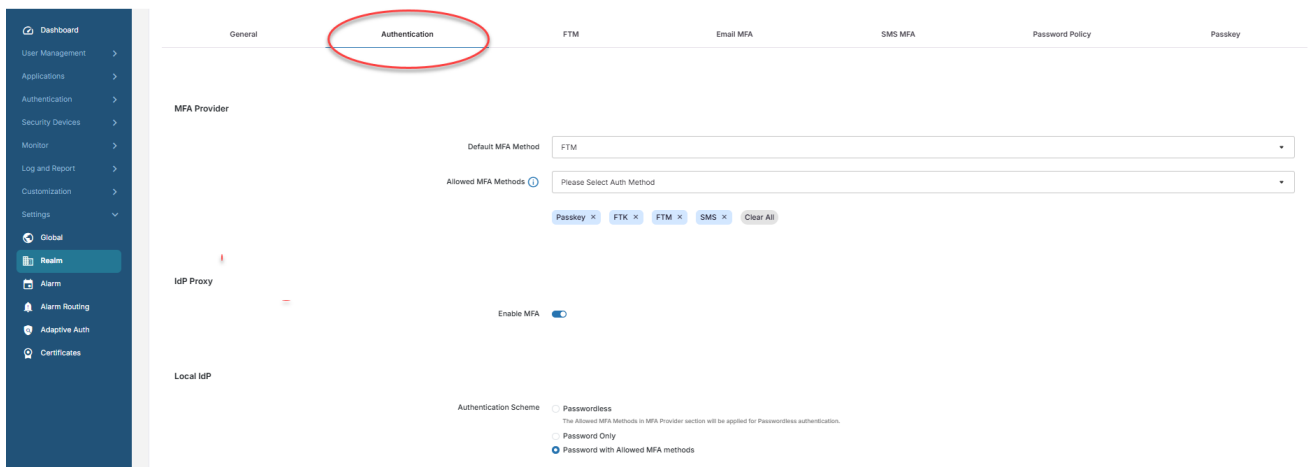 Dashboard
User Management
Applications
Authentication
Security Devices
Monitor
Log and Report
Customization
Settings
Global
Realm
Alarm
Alarm Routing
Adaptive Auth
Certificates
General Authentication FTM Email MFA SMS MFA Password Policy Passkey
MFA Provider
Default MFA Method FTM
Allowed MFA Methods Please Select Auth Method
Passkey × FTK × FTM × SMS × Clear All
IdP Proxy
Enable MFA
Local IdP
Authentication Scheme Passwordless
The Allowed MFA Methods in MFA Provider section will be applied for Passwordless authentication.
Password Only
Password with Allowed MFA methods